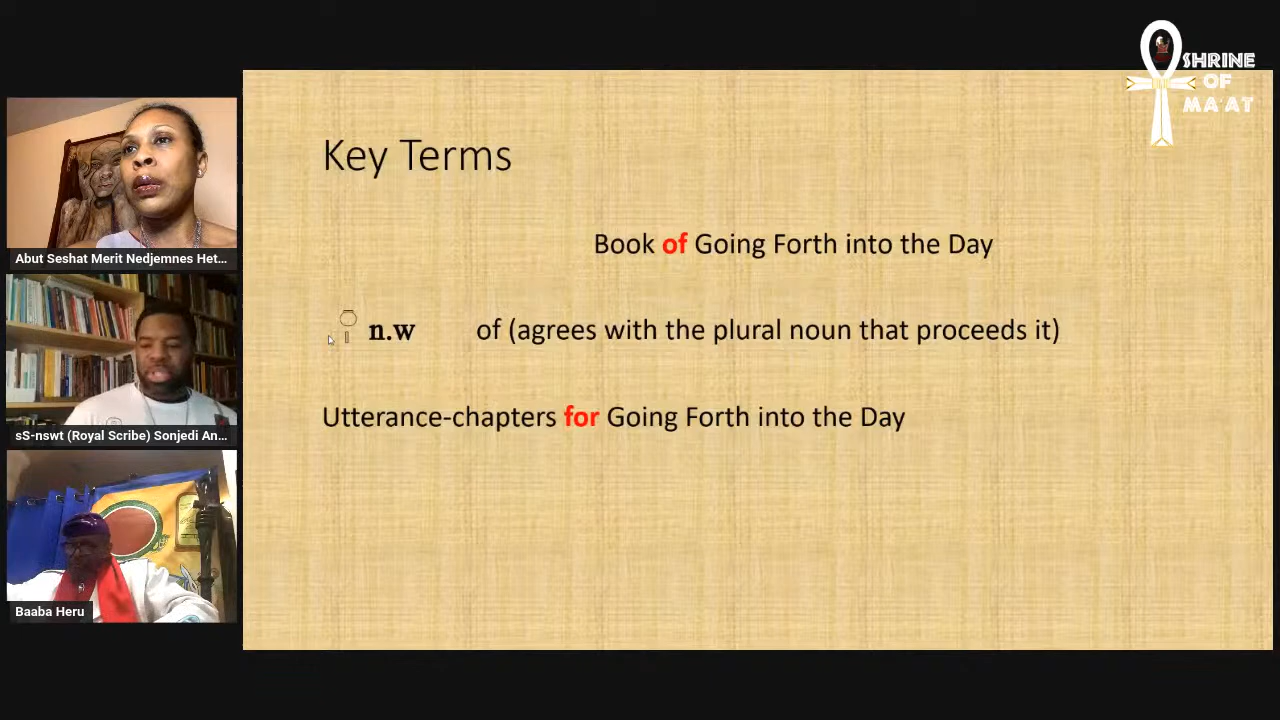 SHRINE
OF
MA'AT
Key Terms
Book of Going Forth into the Day
n.w of (agrees with the plural noun that proceeds it)
Utterance-chapters for Going Forth into the Day
Abut Seshat Merit Nedjemnes Het...
sS-nswt (Royal Scribe) Sonjedi An...
Baaba Heru